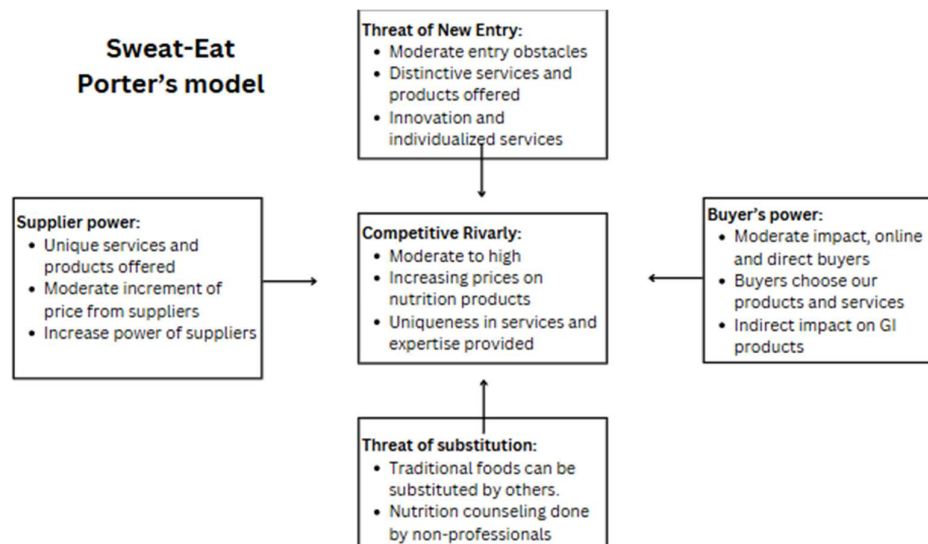 Sweat-Eat
Porter's model
Threat of New Entry:
• Moderate entry obstacles
• Distinctive services and
products offered
• Innovation and
individualized services
Supplier power:
• Unique services and
products offered
• Moderate increment of
price from suppliers
• Increase power of suppliers
Competitive Rivarly:
• Moderate to high
• Increasing prices on
nutrition products
• Uniqueness in services and
expertise provided
Buyer's power:
• Moderate impact, online
and direct buyers
• Buyers choose our
products and services
• Indirect impact on GI
products
Threat of substitution:
• Traditional foods can be
substituted by others.
• Nutrition counseling done
by non-professionals